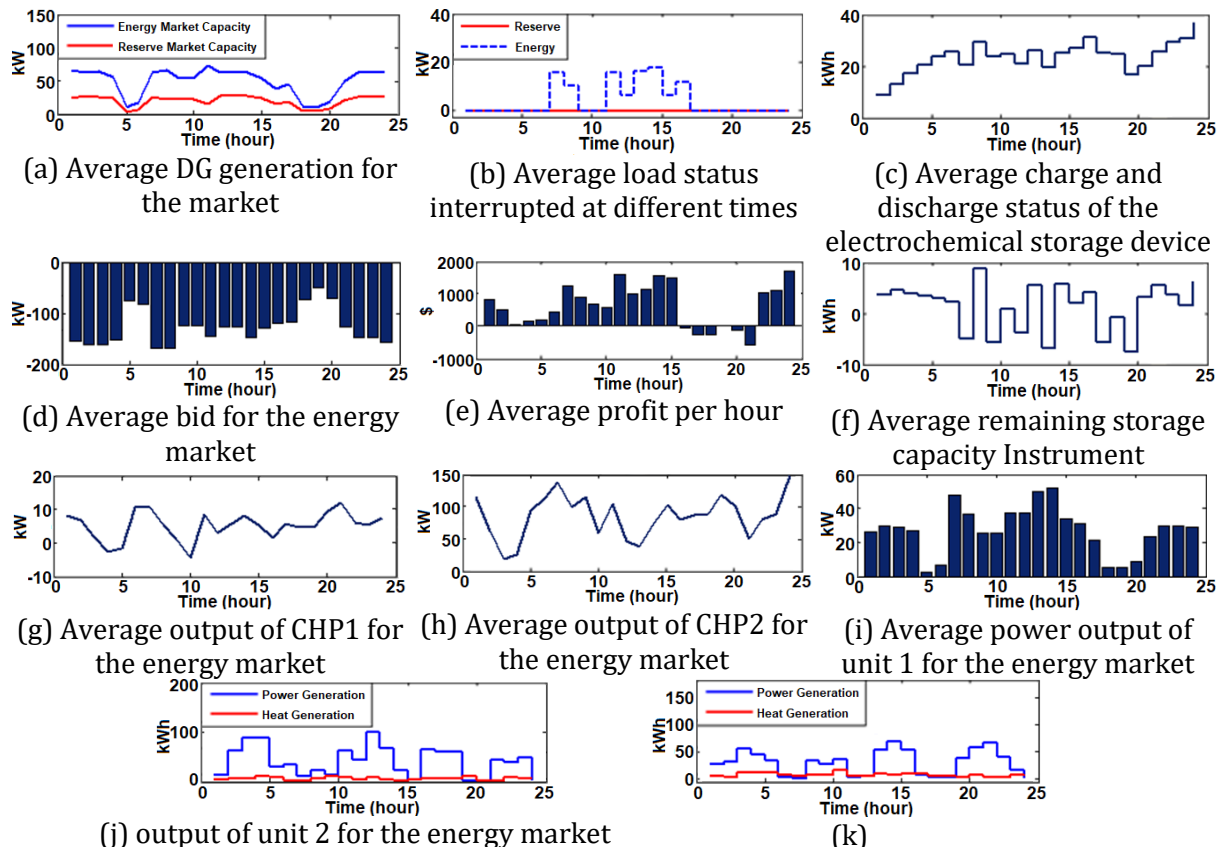 150
100
50
0
kW
Energy Market Capacity
Reserve Market Capacity
0 5 10 15 20 25
Time (hour)
(a) Average DG generation for
the market
40
20
0
kW
Reserve
Energy
0 5 10 15 20 25
Time (hour)
(b) Average load status
interrupted at different times
40
20
0
kWh
0 5 10 15 20 25
Time (hour)
(c) Average charge and
discharge status of the
electrochemical storage device
0
-100
-200
kW
0 5 10 15 20 25
Time (hour)
(d) Average bid for the energy
market
2000
1000
0
-1000
$
0 5 10 15 20 25
Time (hour)
(e) Average profit per hour
10
0
-10
kWh
0 5 10 15 20 25
Time (hour)
(f) Average remaining storage
capacity Instrument
20
10
0
-10
kW
0 5 10 15 20 25
Time (hour)
(g) Average output of CHP1 for
the energy market
150
100
50
0
kW
0 5 10 15 20 25
Time (hour)
(h) Average output of CHP2 for
the energy market
60
40
20
0
kW
0 5 10 15 20 25
Time (hour)
(i) Average power output of
unit 1 for the energy market
200
100
0
kWh
Power Generation
Heat Generation
0 5 10 15 20 25
Time (hour)
(j) output of unit 2 for the energy market
150
100
50
0
kWh
Power Generation
Heat Generation
0 5 10 15 20 25
Time (hour)
(k)